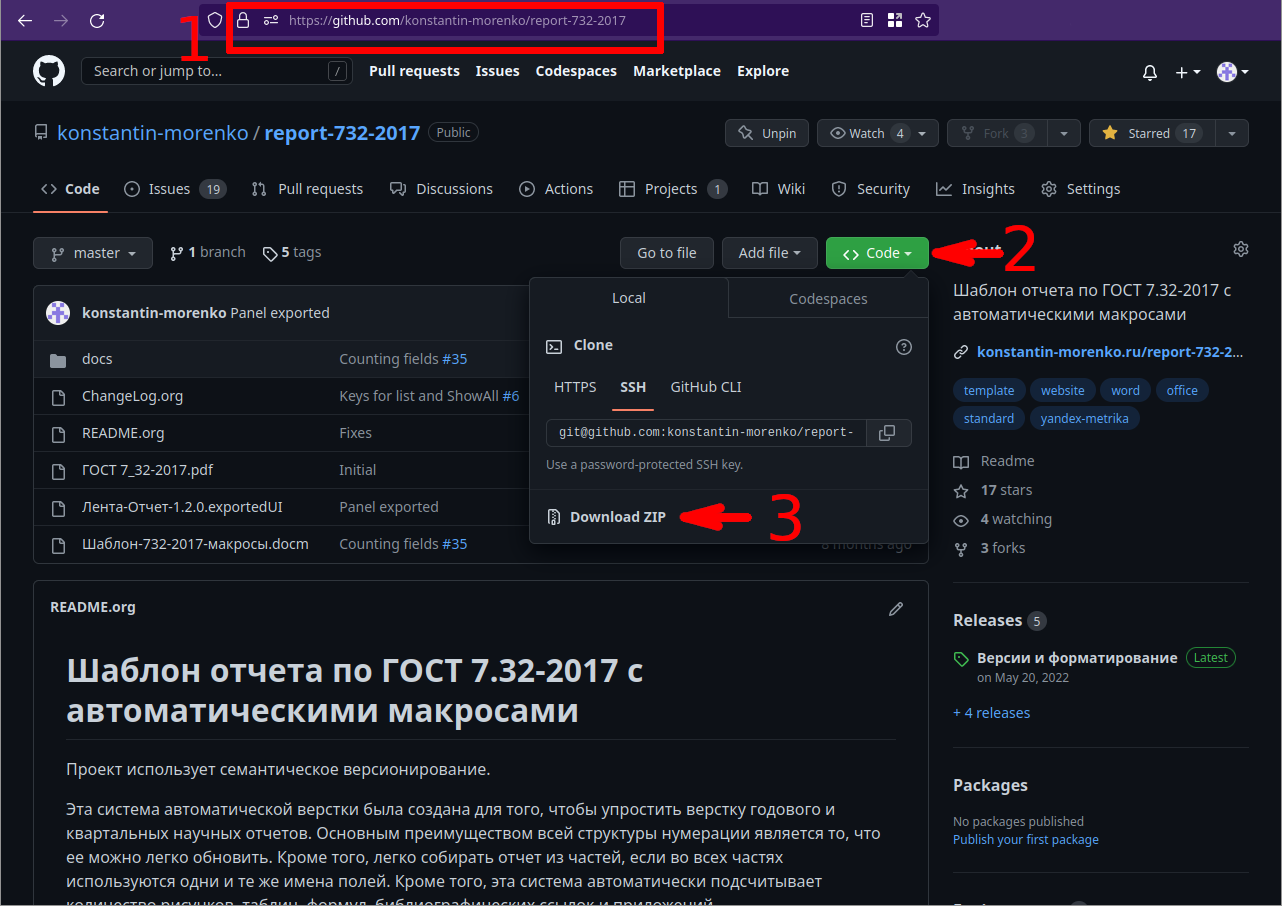 1
https://github.com/konstantin-morenko/report-732-2017
Search or jump to... /
Pull requests Issues Codespaces Marketplace Explore
konstantin-morenko / report-732-2017 Public
Unpin Watch 4 Fork 3 Starred 17
Code Issues 19 Pull requests Discussions Actions Projects 1 Wiki Security Insights Settings
master 1 branch 5 tags
Go to file Add file Code
2
konstantin-morenko Panel exported
docs Counting fields #35
ChangeLog.org Keys for list and ShowAll #6
README.org Fixes
ГОСТ 7_32-2017.pdf Initial
Лента-Отчет-1.2.0.exportedUI Panel exported
Шаблон-732-2017-макросы.docm Counting fields #35 8 months ago
Local Codespaces
Clone
HTTPS SSH GitHub CLI
git@github.com:konstantin-morenko/report-
Use a password-protected SSH key.
Download ZIP
3
README.org
Шаблон отчета по ГОСТ 7.32-2017 с
автоматическими макросами
Проект использует семантическое версионирование.
Эта система автоматической верстки была создана для того, чтобы упростить верстку годового и
квартальных научных отчетов. Основным преимуществом всей структуры нумерации является то, что
ее можно легко обновить. Кроме того, легко собирать отчет из частей, если во всех частях
используются одни и те же имена полей. Кроме того, эта система автоматически подсчитывает
количество рисунков, таблиц, формул, библиографических ссылок и приложений.
Шаблон отчета по ГОСТ 7.32-2017 с
автоматическими макросами
konstantin-morenko.ru/report-732-2...
template website word office
standard yandex-metrika
Readme
17 stars
4 watching
3 forks
Releases 5
Версии и форматирование Latest
on May 20, 2022
+ 4 releases
Packages
No packages published
Publish your first package